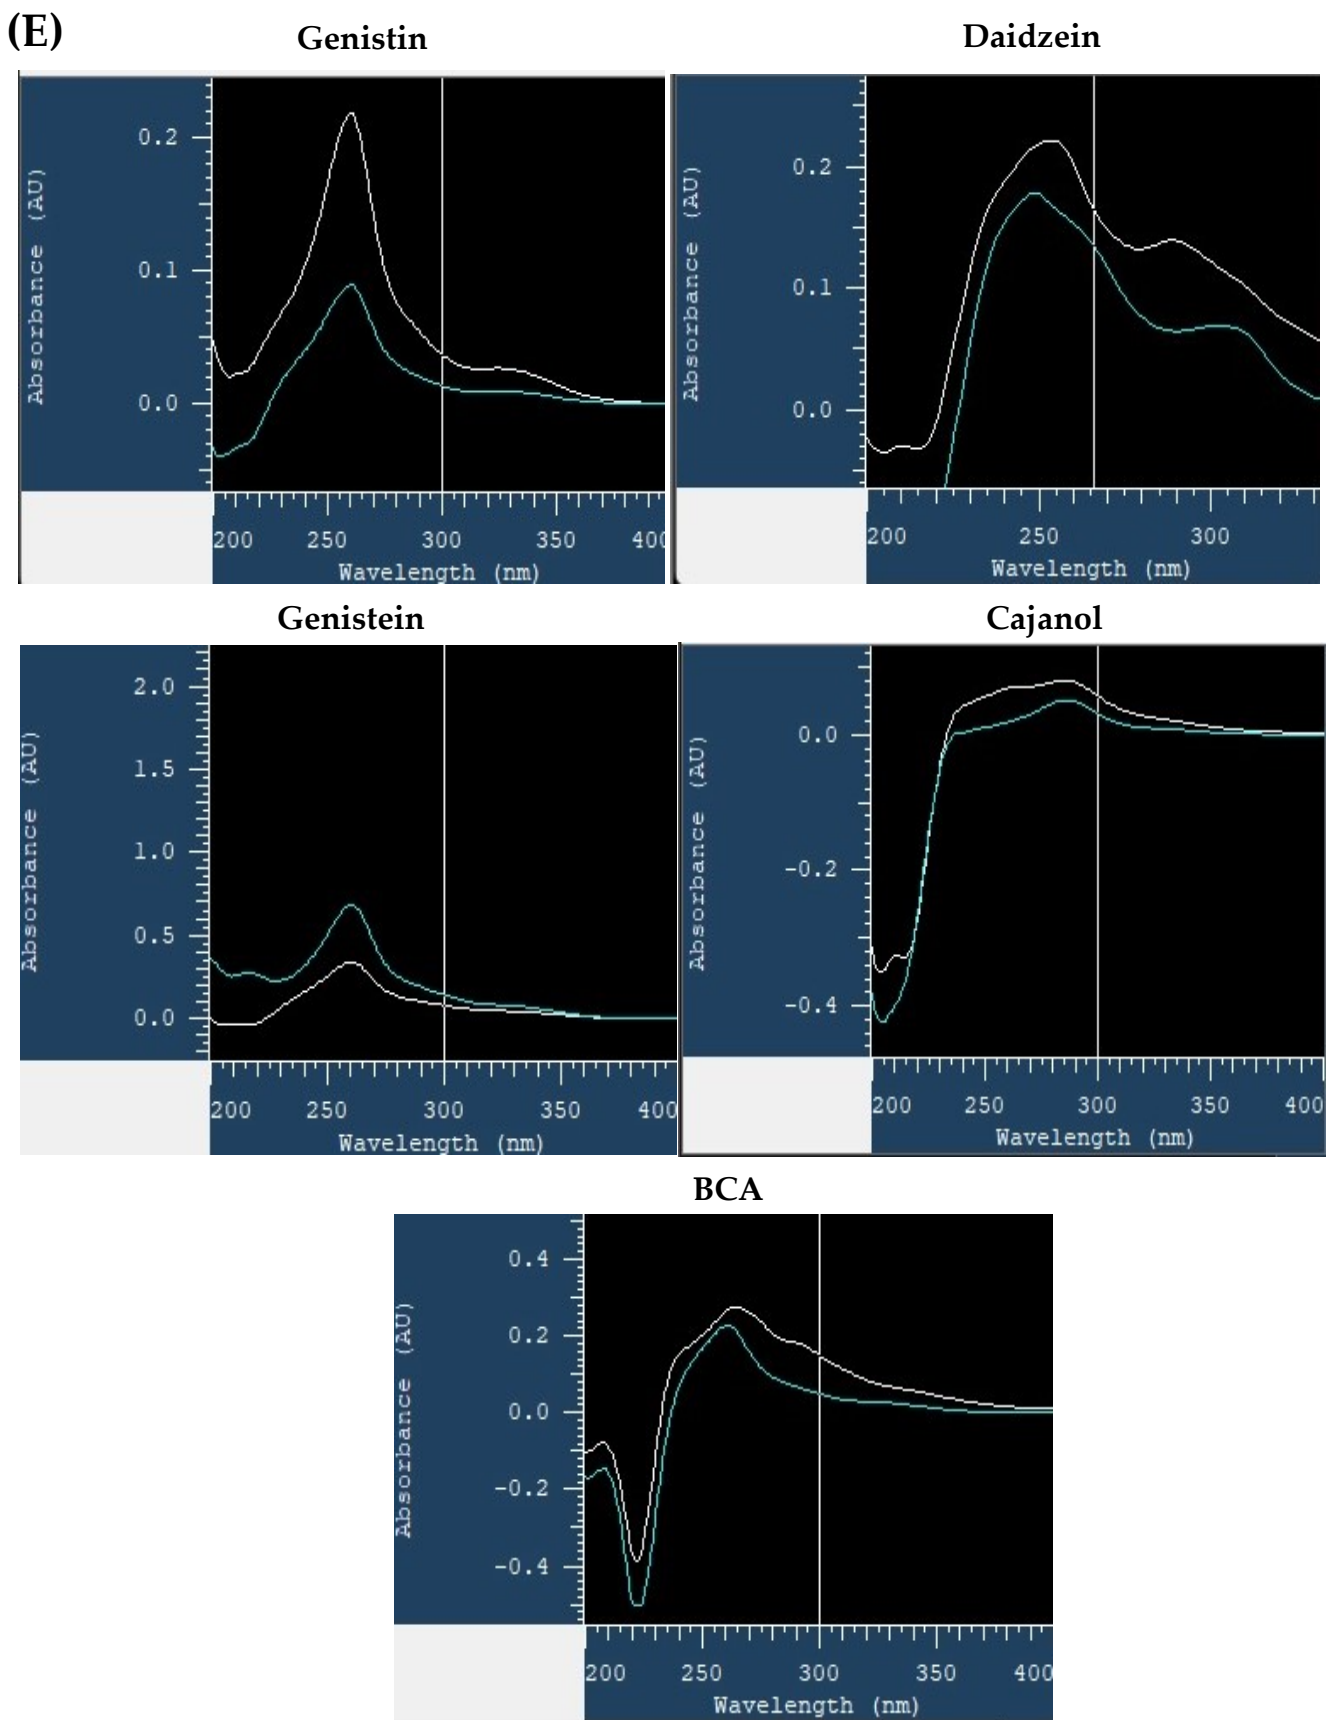 (E)
Genistin
Daidzein
Absorbance (AU)
0.2
0.1
0.0
200 250 300 350 400
Wavelength (nm)
Absorbance (AU)
0.2
0.1
0.0
200 250 300
Wavelength (nm)
Genistein
Cajanol
Absorbance (AU)
2.0
1.5
1.0
0.5
0.0
200 250 300 350 400
Wavelength (nm)
Absorbance (AU)
0.0
-0.2
-0.4
200 250 300 350 400
Wavelength (nm)
BCA
Absorbance (AU)
0.4
0.2
0.0
-0.2
-0.4
200 250 300 350 400
Wavelength (nm)